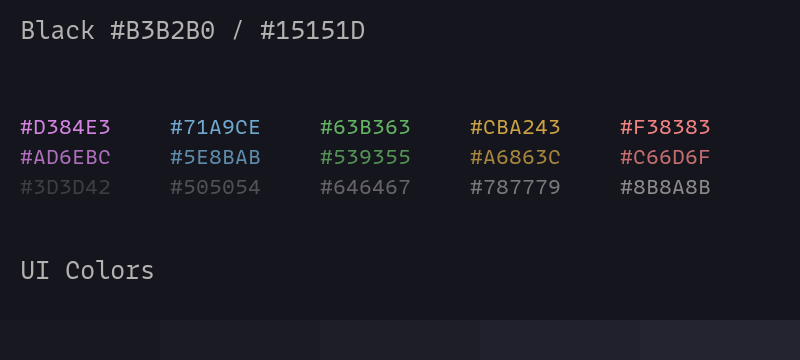 Black #B3B2B0 / #15151D
#D384E3 #71A9CE #63B363 #CBA243 #F38383
#AD6EBC #5E8BAB #539355 #A6863C #C66D6F
#3D3D42 #505054 #646467 #787779 #8B8A8B
UI Colors